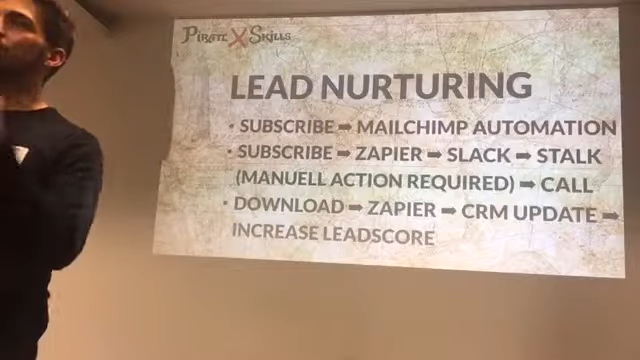 PIRATE X SKILLS
LEAD NURTURING
• SUBSCRIBE ➡ MAILCHIMP AUTOMATION
• SUBSCRIBE ➡ ZAPIER ➡ SLACK ➡ STALK
(MANUELL ACTION REQUIRED) ➡ CALL
• DOWNLOAD ➡ ZAPIER ➡ CRM UPDATE ➡
INCREASE LEADSCORE